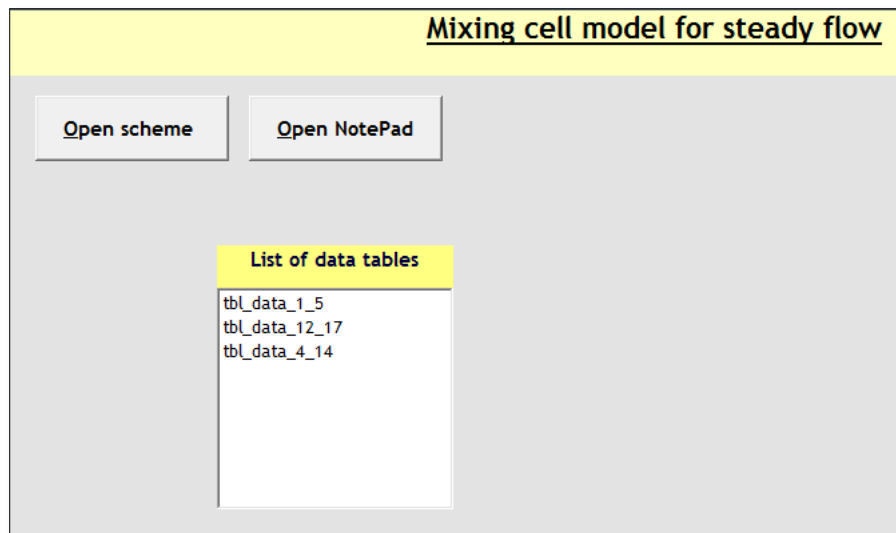 Mixing cell model for steady flow
Open scheme
Open NotePad
List of data tables
tbl_data_1_5
tbl_data_12_17
tbl_data_4_14